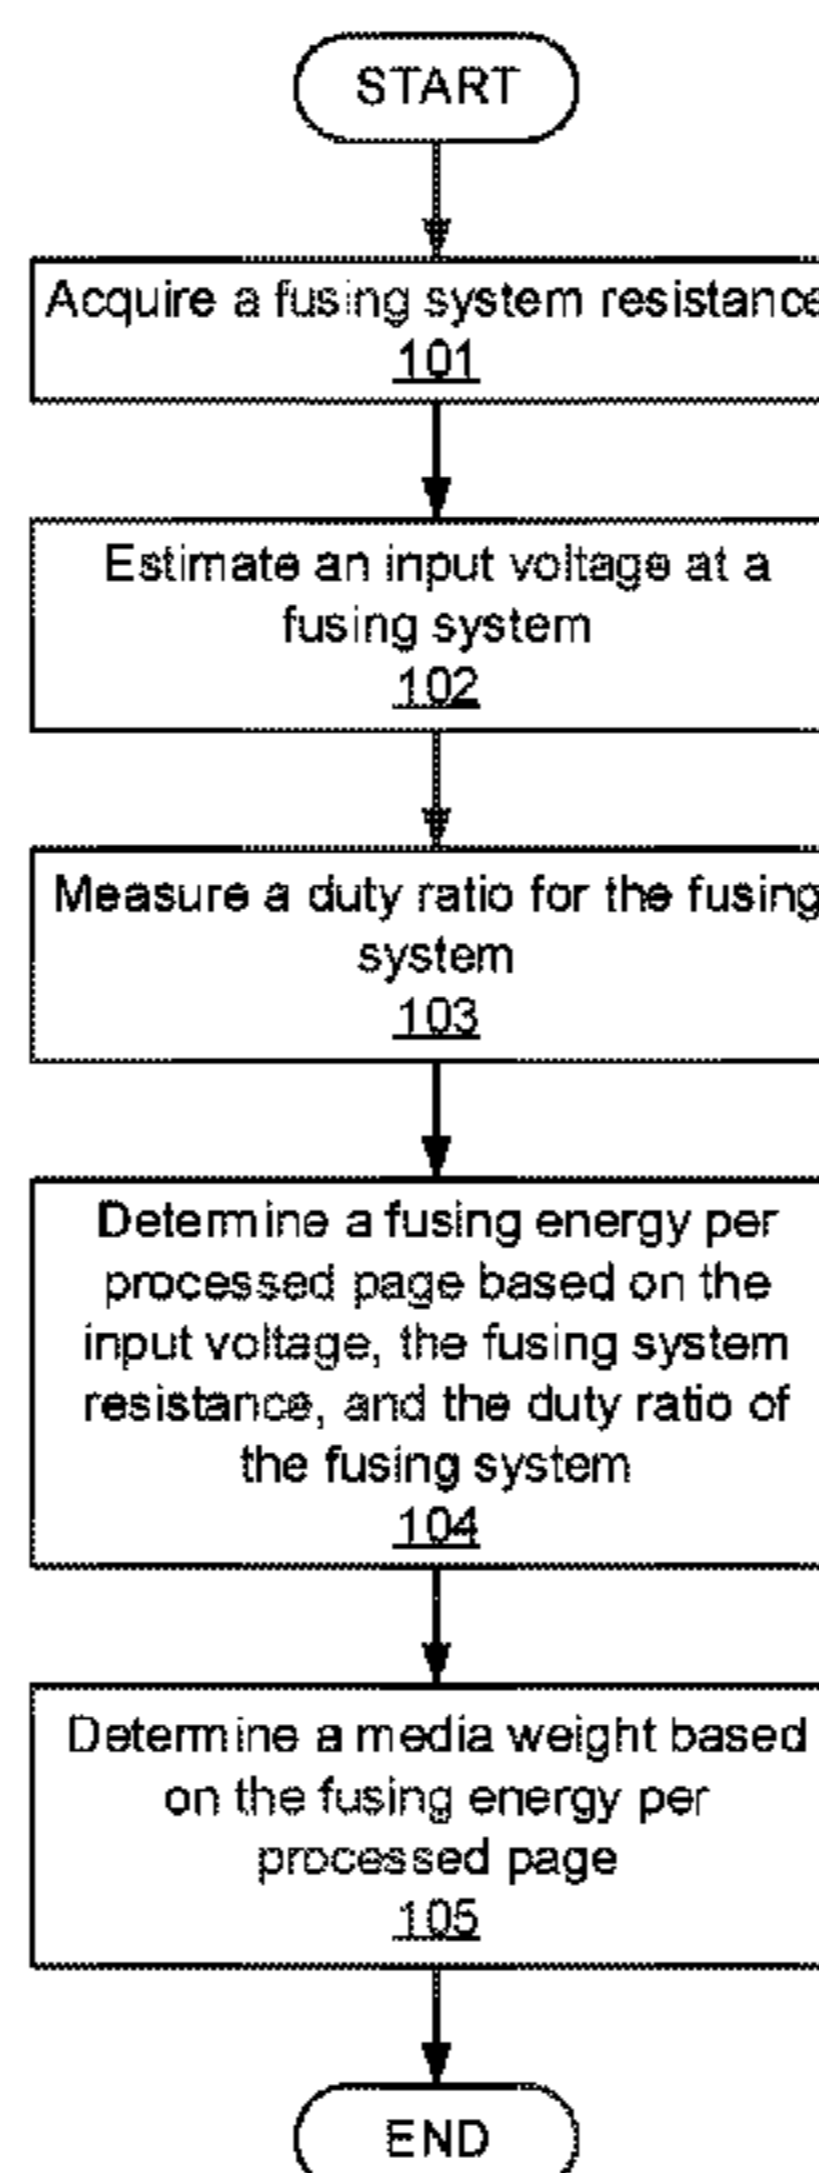 START
Acquire a fusing system resistance
101
Estimate an input voltage at a
fusing system
102
Measure a duty ratio for the fusing
system
103
Determine a fusing energy per
processed page based on the
input voltage, the fusing system
resistance, and the duty ratio of
the fusing system
104
Determine a media weight based
on the fusing energy per
processed page
105
END